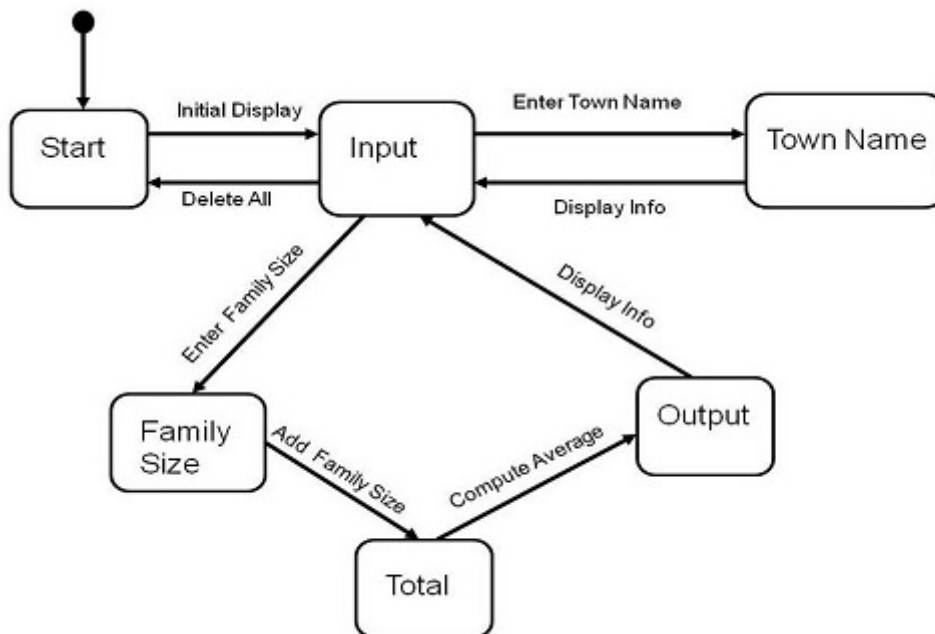 Initial Display
Enter Town Name
Start
Input
Town Name
Delete All
Display Info
Enter Family Size
Display Info
Family
Size
Add Family Size
Compute Average
Output
Total